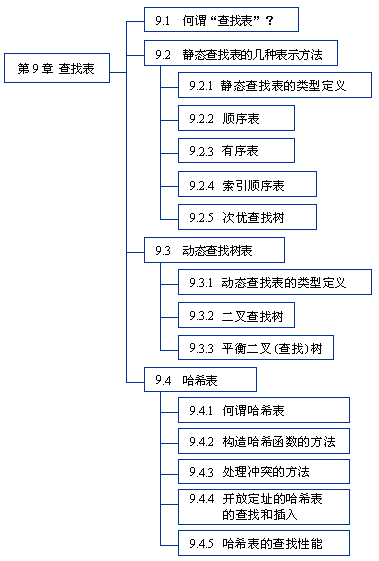 9.1 何谓“查找表”?
第 9 章 查找表
9.2 静态查找表的几种表示方法
9.2.1 静态查找表的类型定义
9.2.2 顺序表
9.2.3 有序表
9.2.4 索引顺序表
9.2.5 次优查找树
9.3 动态查找树表
9.3.1 动态查找表的类型定义
9.3.2 二叉查找树
9.3.3 平衡二叉(查找)树
9.4 哈希表
9.4.1 何谓哈希表
9.4.2 构造哈希函数的方法
9.4.3 处理冲突的方法
9.4.4 开放定址的哈希表
的查找和插入
9.4.5 哈希表的查找性能